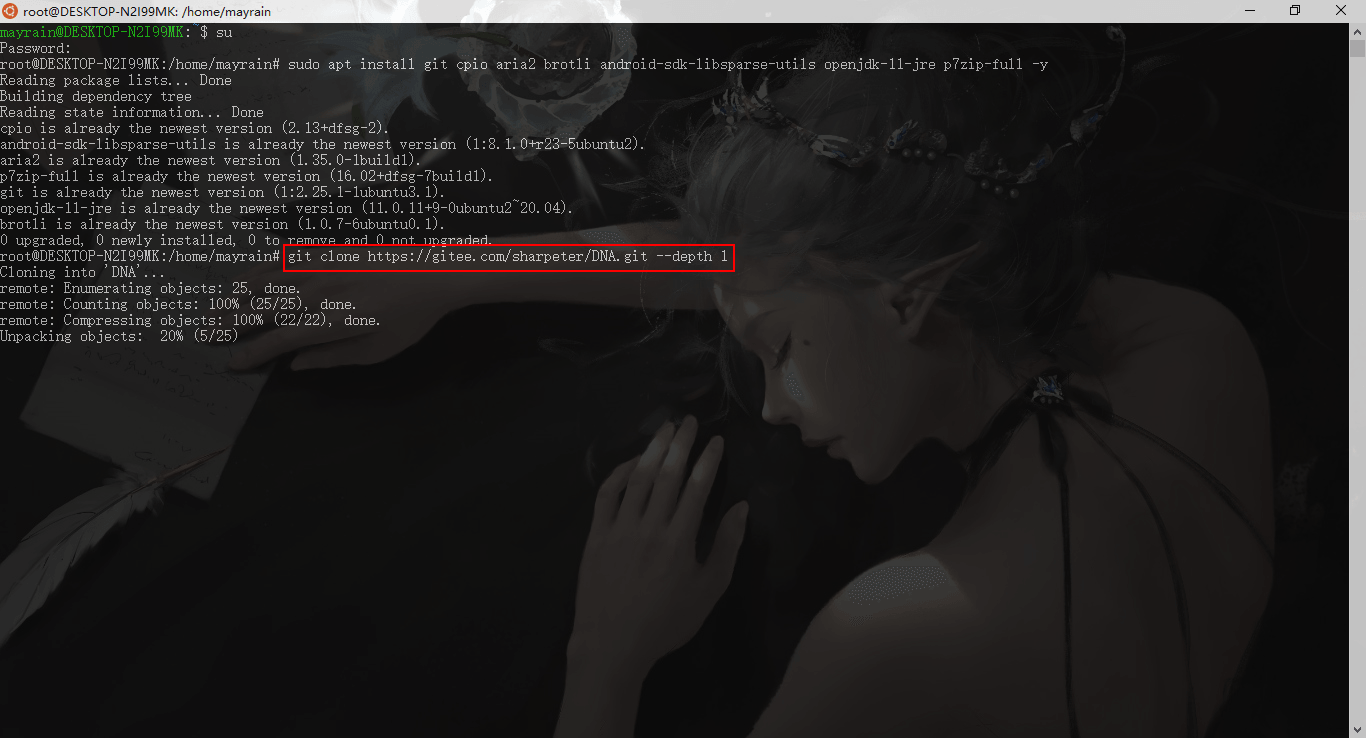 root@DESKTOP-N2I99MK: /home/mayrain
mayrain@DESKTOP-N2I99MK:~$ su
Password:
root@DESKTOP-N2I99MK:/home/mayrain# sudo apt install git cpio aria2 brotli android-sdk-libsparse-utils openjdk-11-jre p7zip-full -y
Reading package lists... Done
Building dependency tree
Reading state information... Done
cpio is already the newest version (2.13+dfsg-2).
android-sdk-libsparse-utils is already the newest version (1:8.1.0+r23-5ubuntu2).
aria2 is already the newest version (1.35.0-1build1).
p7zip-full is already the newest version (16.02+dfsg-7build1).
git is already the newest version (1:2.25.1-1ubuntu3.1).
openjdk-11-jre is already the newest version (11.0.11+9-0ubuntu2~20.04).
brotli is already the newest version (1.0.7-6ubuntu0.1).
0 upgraded, 0 newly installed, 0 to remove and 0 not upgraded.
root@DESKTOP-N2I99MK:/home/mayrain# git clone https://gitee.com/sharpeter/DNA.git --depth 1
Cloning into 'DNA'...
remote: Enumerating objects: 25, done.
remote: Counting objects: 100% (25/25), done.
remote: Compressing objects: 100% (22/22), done.
Unpacking objects:  20% (5/25)